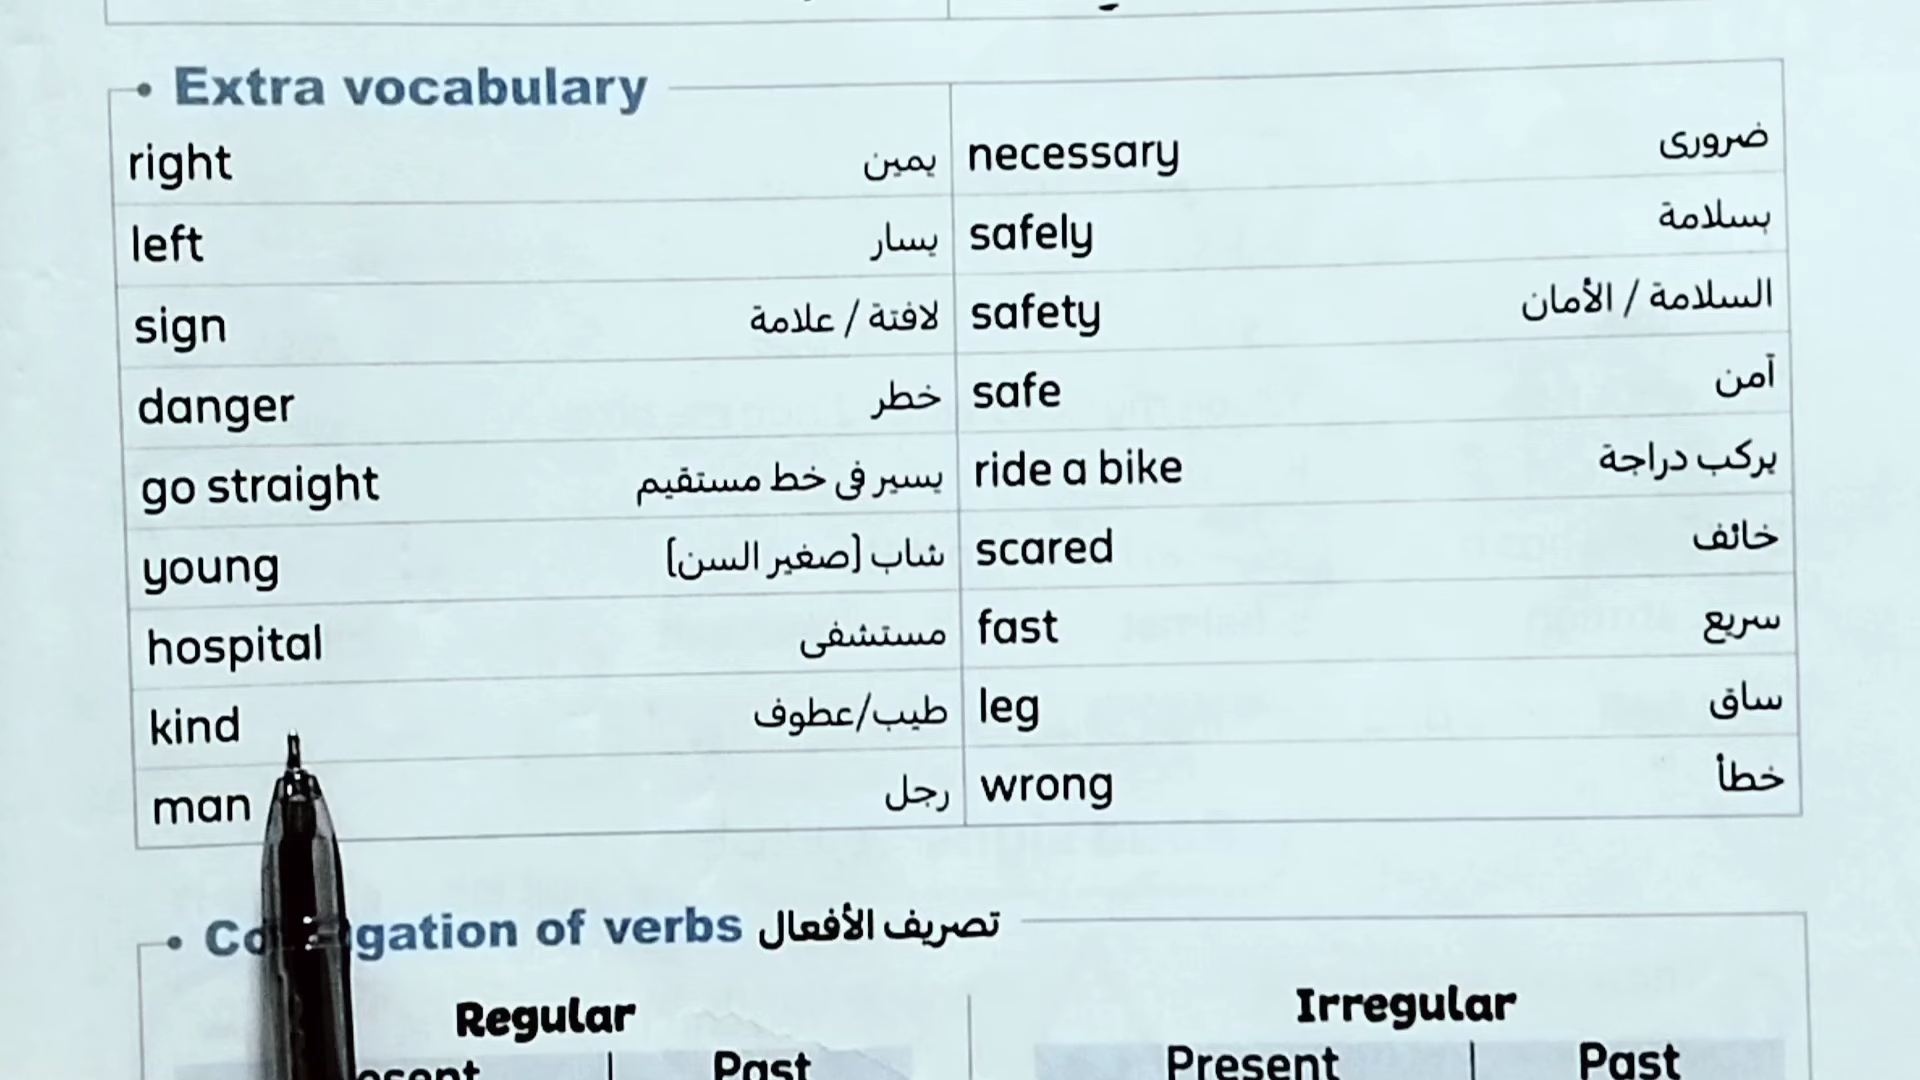 • Extra vocabulary
right يمين necessary ضرورى
left يسار safely بسلامة
sign لافتة / علامة safety السلامة / الأمان
danger خطر safe آمن
go straight يسير فى خط مستقيم ride a bike يركب دراجة
young شاب [صغير السن] scared خائف
hospital مستشفى fast سريع
kind طيب/عطوف leg ساق
man رجل wrong خطأ
• of verbs تصريف الأفعال
Regular Irregular
Past Present Past